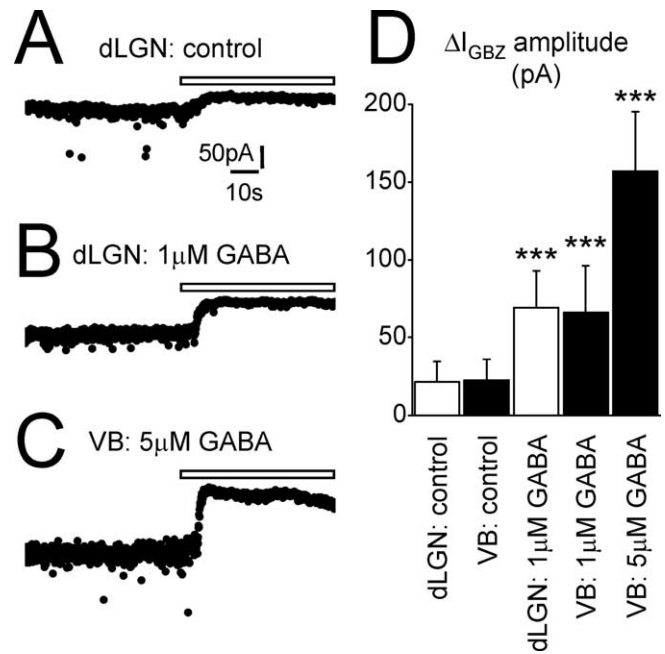 A
dLGN: control
50pA
10s
B
dLGN: 1µM GABA
C
VB: 5µM GABA
D
ΔI_GBZ amplitude
(pA)
200
150
100
50
0
***
***
***
dLGN: control
VB: control
dLGN: 1µM GABA
VB: 1µM GABA
VB: 5µM GABA